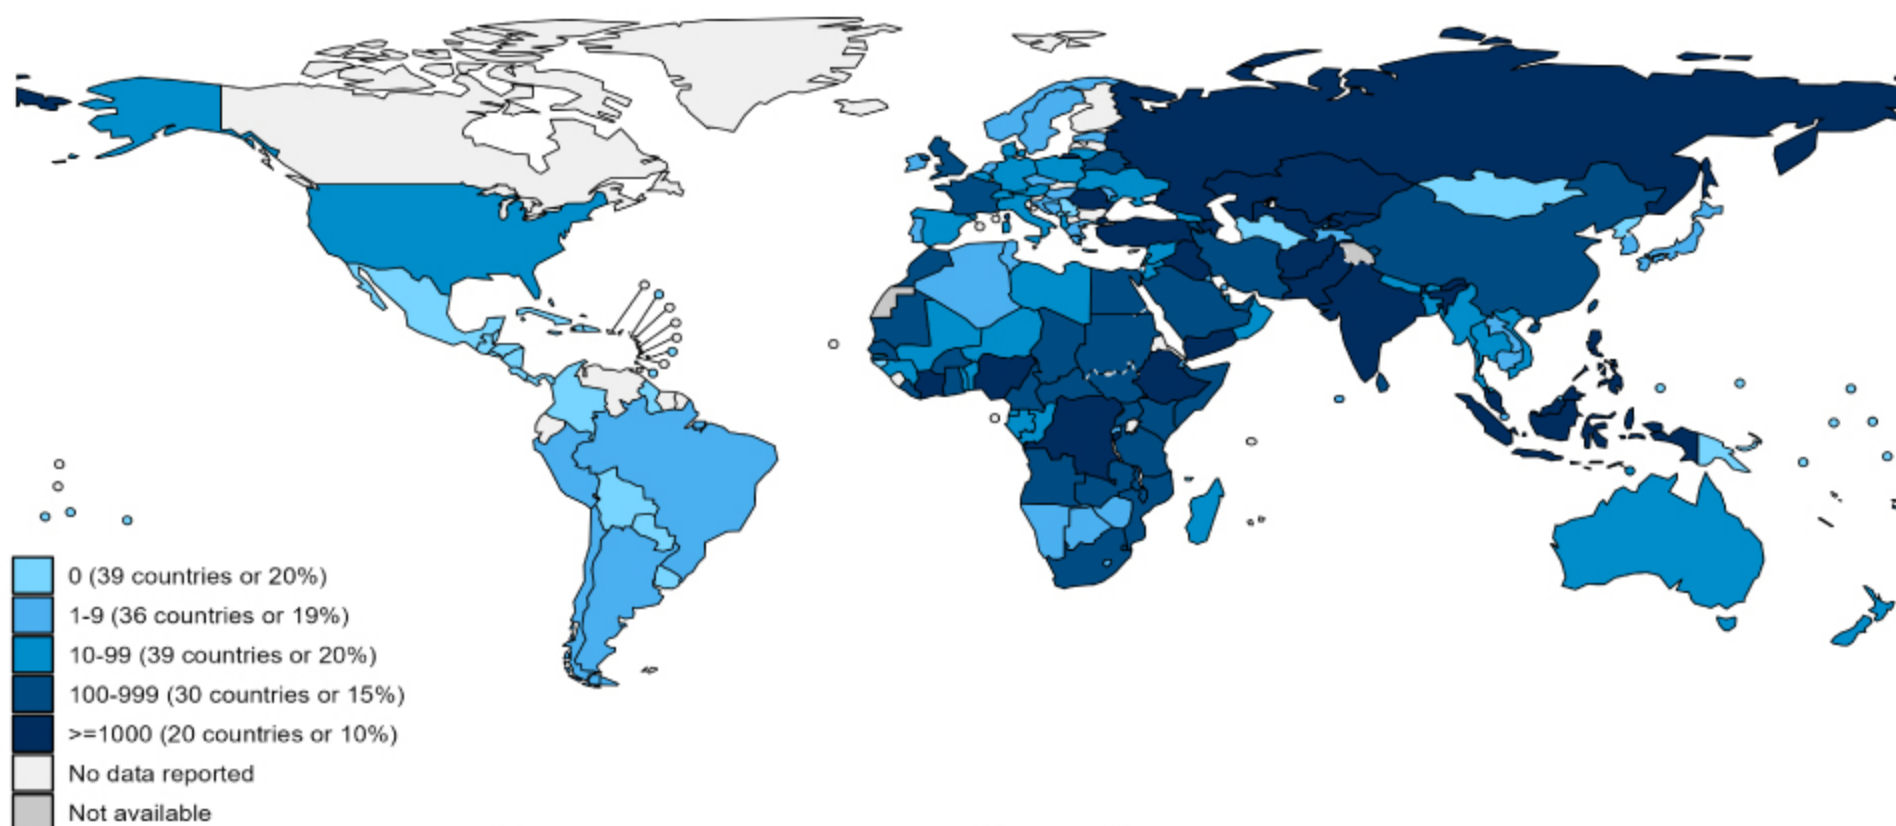 0 (39 countries or 20%)
1-9 (36 countries or 19%)
10-99 (39 countries or 20%)
100-999 (30 countries or 15%)
>=1000 (20 countries or 10%)
No data reported
Not available